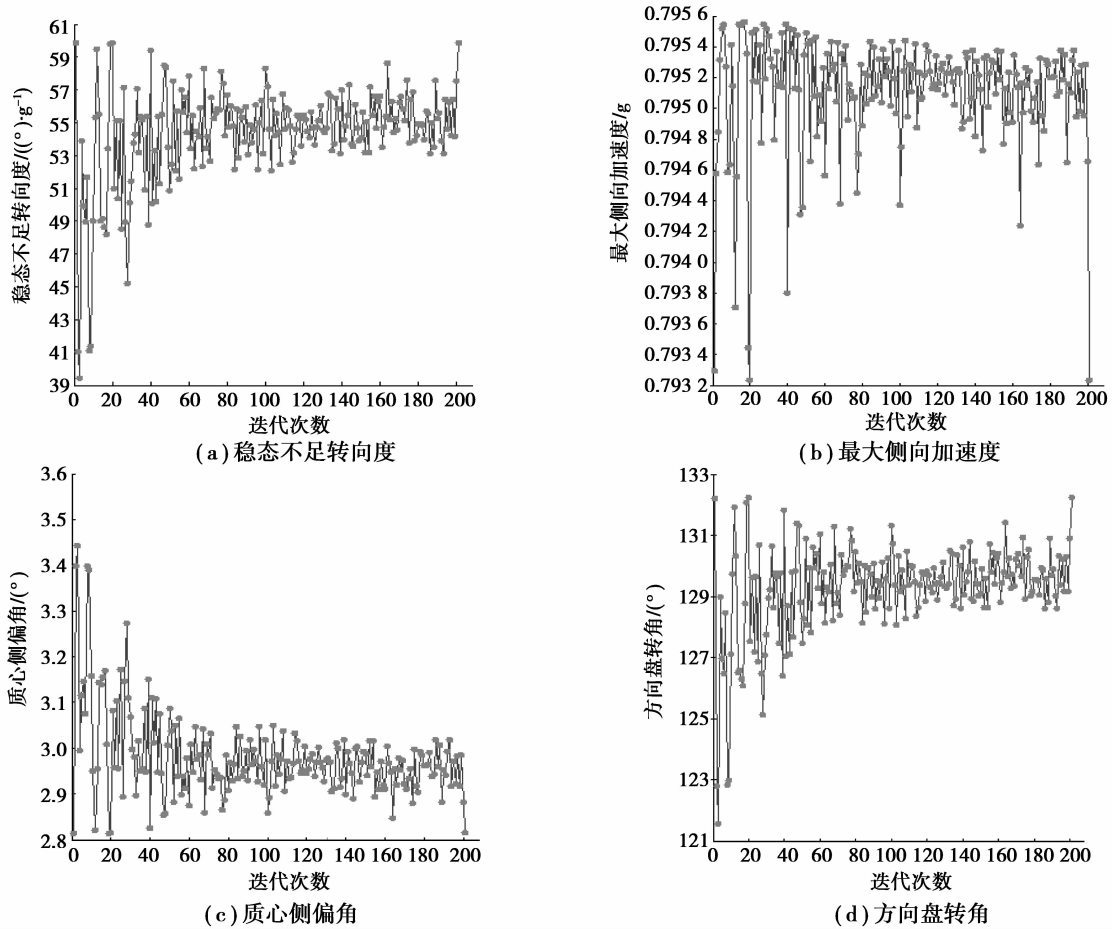 61
59
57
55
53
51
49
47
45
43
41
39
稳态不足转向度/((°)·g⁻¹)
0 20 40 60 80 100 120 140 160 180 200
迭代次数
(a)稳态不足转向度
0.795 6
0.795 4
0.795 2
0.795 0
0.794 8
0.794 6
0.794 4
0.794 2
0.794 0
0.793 8
0.793 6
0.793 4
0.793 2
最大侧向加速度/g
0 20 40 60 80 100 120 140 160 180 200
迭代次数
(b)最大侧向加速度
3.6
3.5
3.4
3.3
3.2
3.1
3.0
2.9
2.8
质心侧偏角/(°)
0 20 40 60 80 100 120 140 160 180 200
迭代次数
(c)质心侧偏角
133
131
129
127
125
123
121
方向盘转角/(°)
0 20 40 60 80 100 120 140 160 180 200
迭代次数
(d)方向盘转角